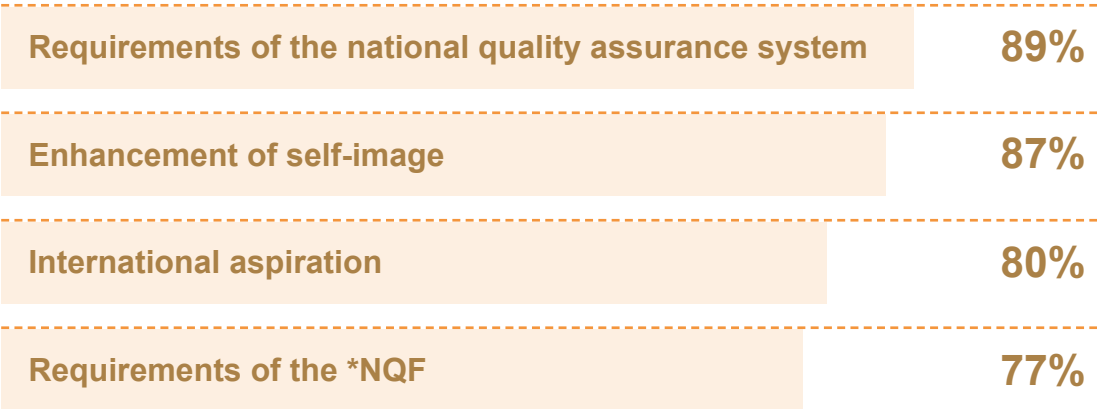 Requirements of the national quality assurance system 89%
Enhancement of self-image 87%
International aspiration 80%
Requirements of the *NQF 77%